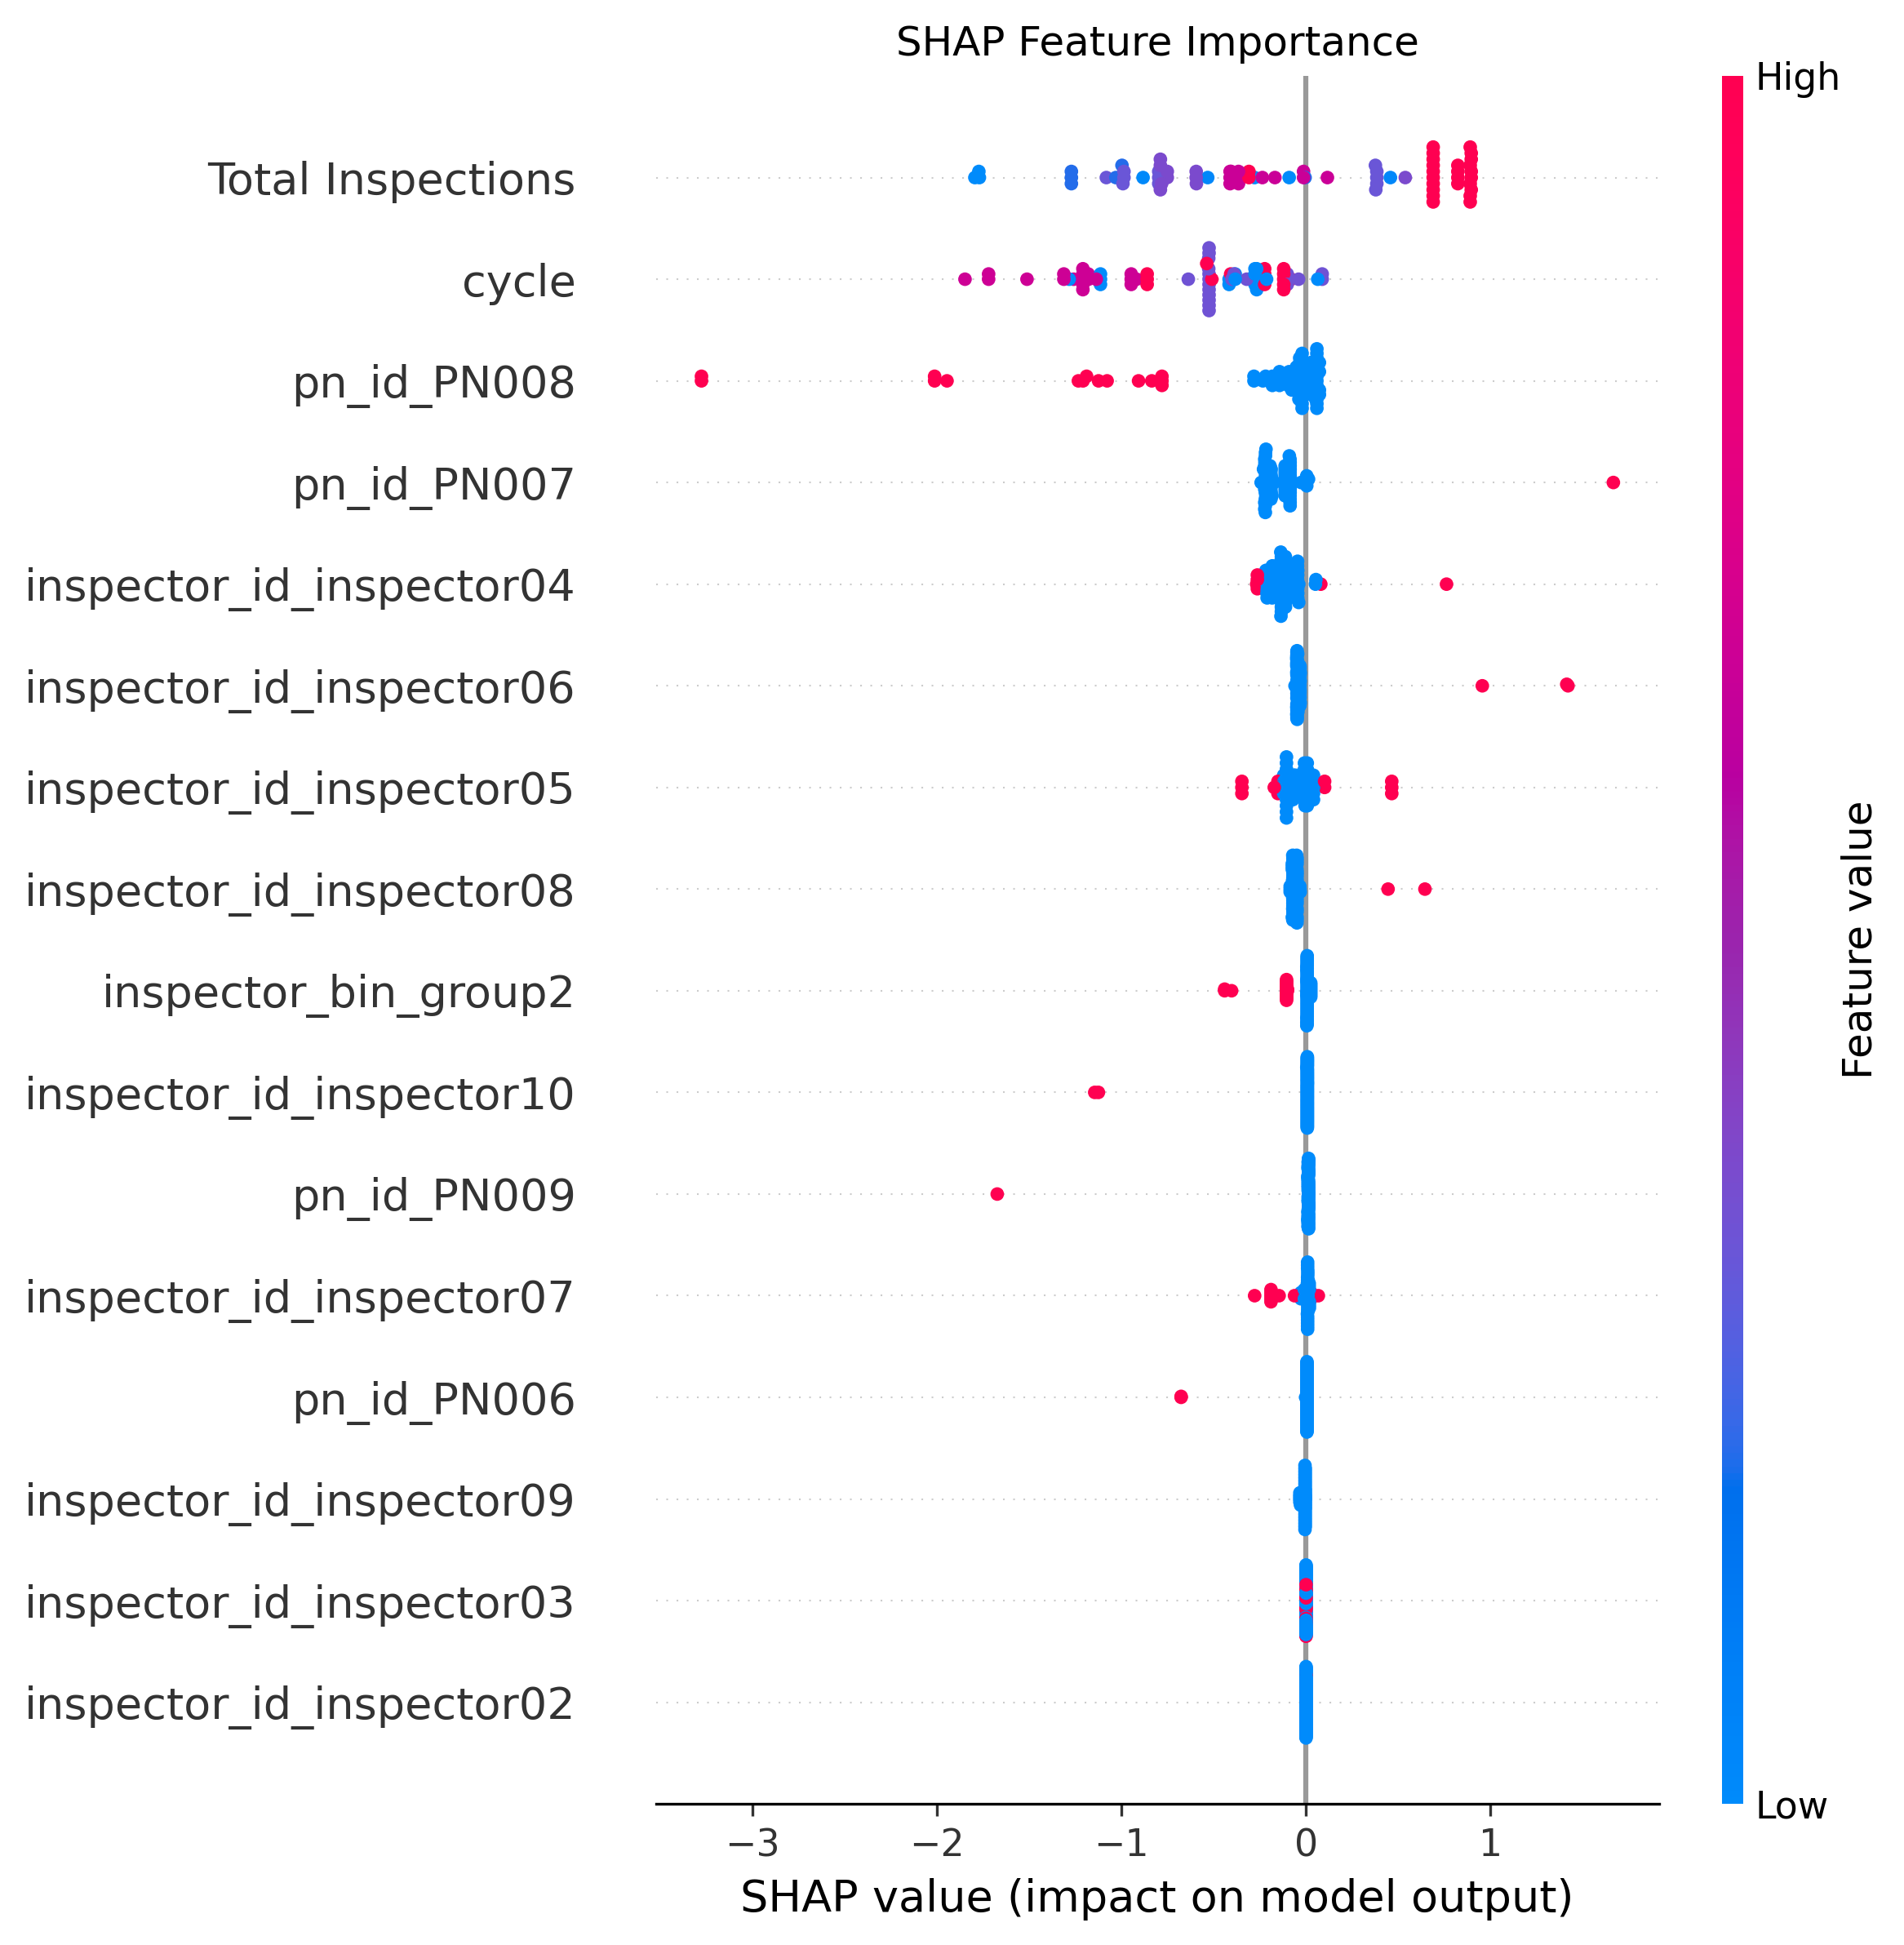 SHAP Feature Importance
High
Total Inspections
cycle
pn_id_PN008
pn_id_PN007
inspector_id_inspector04
inspector_id_inspector06
inspector_id_inspector05
inspector_id_inspector08
inspector_bin_group2
inspector_id_inspector10
pn_id_PN009
inspector_id_inspector07
pn_id_PN006
inspector_id_inspector09
inspector_id_inspector03
inspector_id_inspector02
Feature value
Low
−3 −2 −1 0 1
SHAP value (impact on model output)